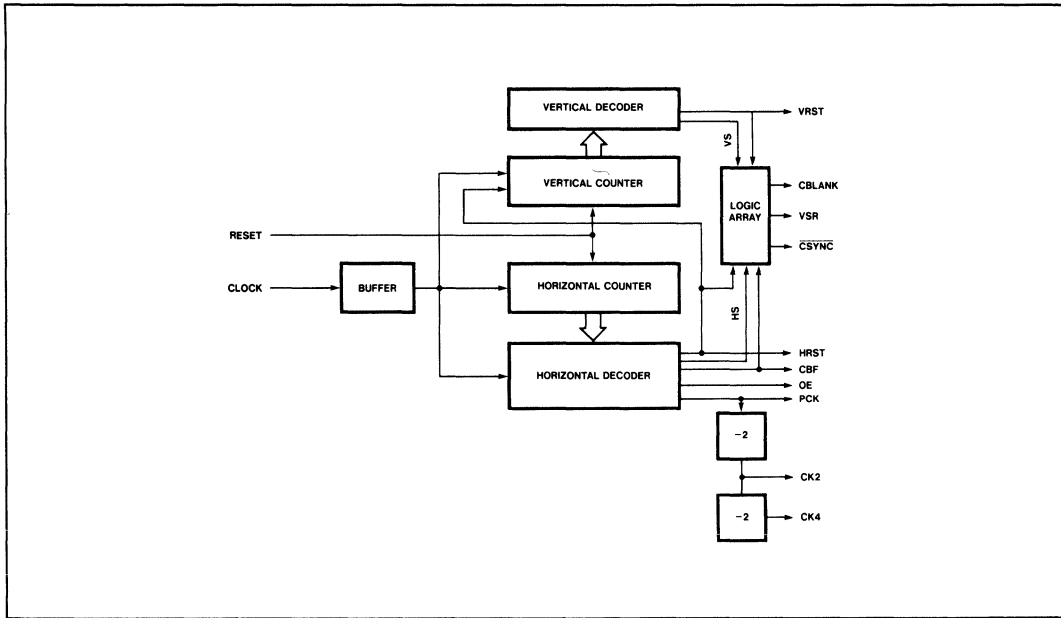 VERTICAL DECODER
VRST
VS
VERTICAL COUNTER
CBLANK
LOGIC
ARRAY
VSR
CSYNC
RESET
CLOCK
BUFFER
HORIZONTAL COUNTER
HS
HRST
HORIZONTAL DECODER
CBF
OE
PCK
−2
CK2
−2
CK4